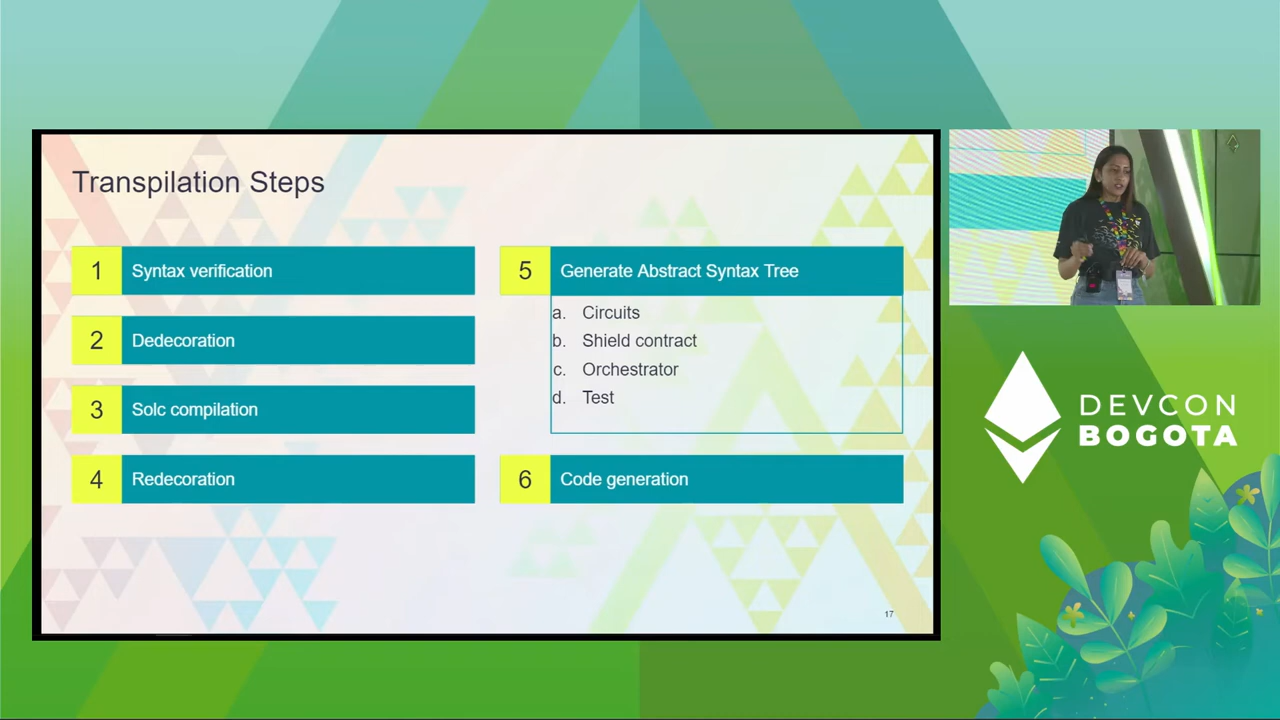 Transpilation Steps
1 Syntax verification
2 Dedecoration
3 Solc compilation
4 Redecoration
5 Generate Abstract Syntax Tree
a. Circuits
b. Shield contract
c. Orchestrator
d. Test
6 Code generation
17
DEVCON
BOGOTA